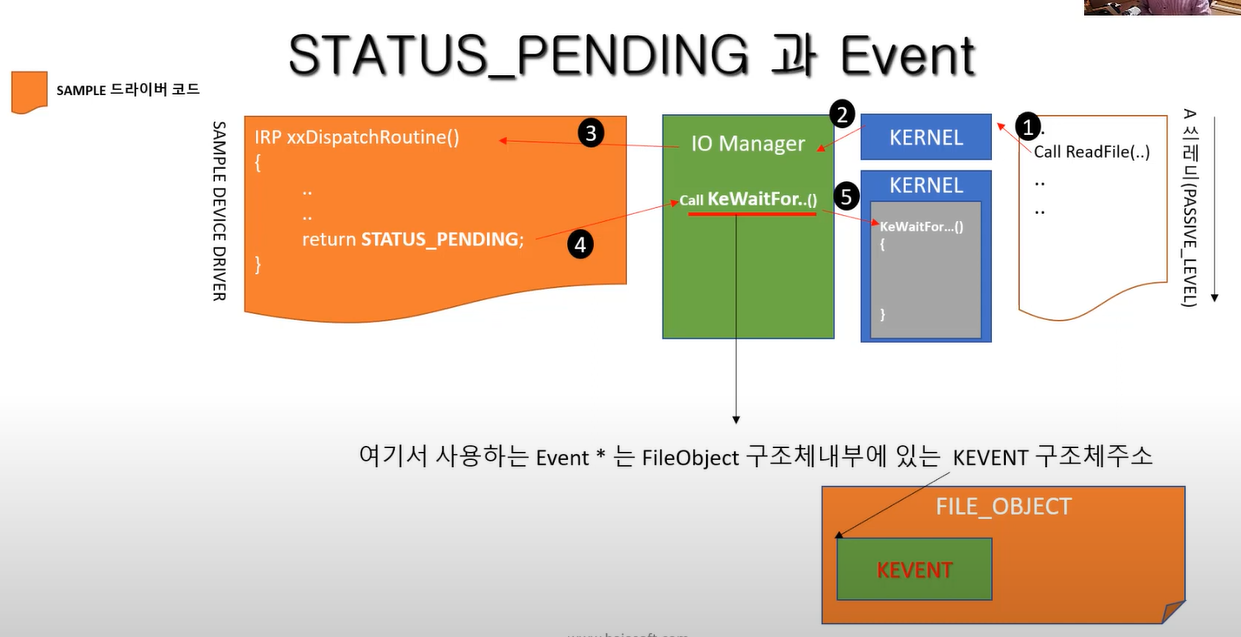 STATUS_PENDING 과 Event
SAMPLE 드라이버 코드
SAMPLE DEVICE DRIVER
IRP xxDispatchRoutine()
{
..
..
return STATUS_PENDING;
}
3
4
IO Manager
Call KeWaitFor..()
2
5
KERNEL
KERNEL
KeWaitFor...()
{
}
1
.
Call ReadFile(..)
..
..
A 쓰레드(PASSIVE_LEVEL)
여기서 사용하는 Event * 는 FileObject 구조체내부에 있는 KEVENT 구조체주소
FILE_OBJECT
KEVENT